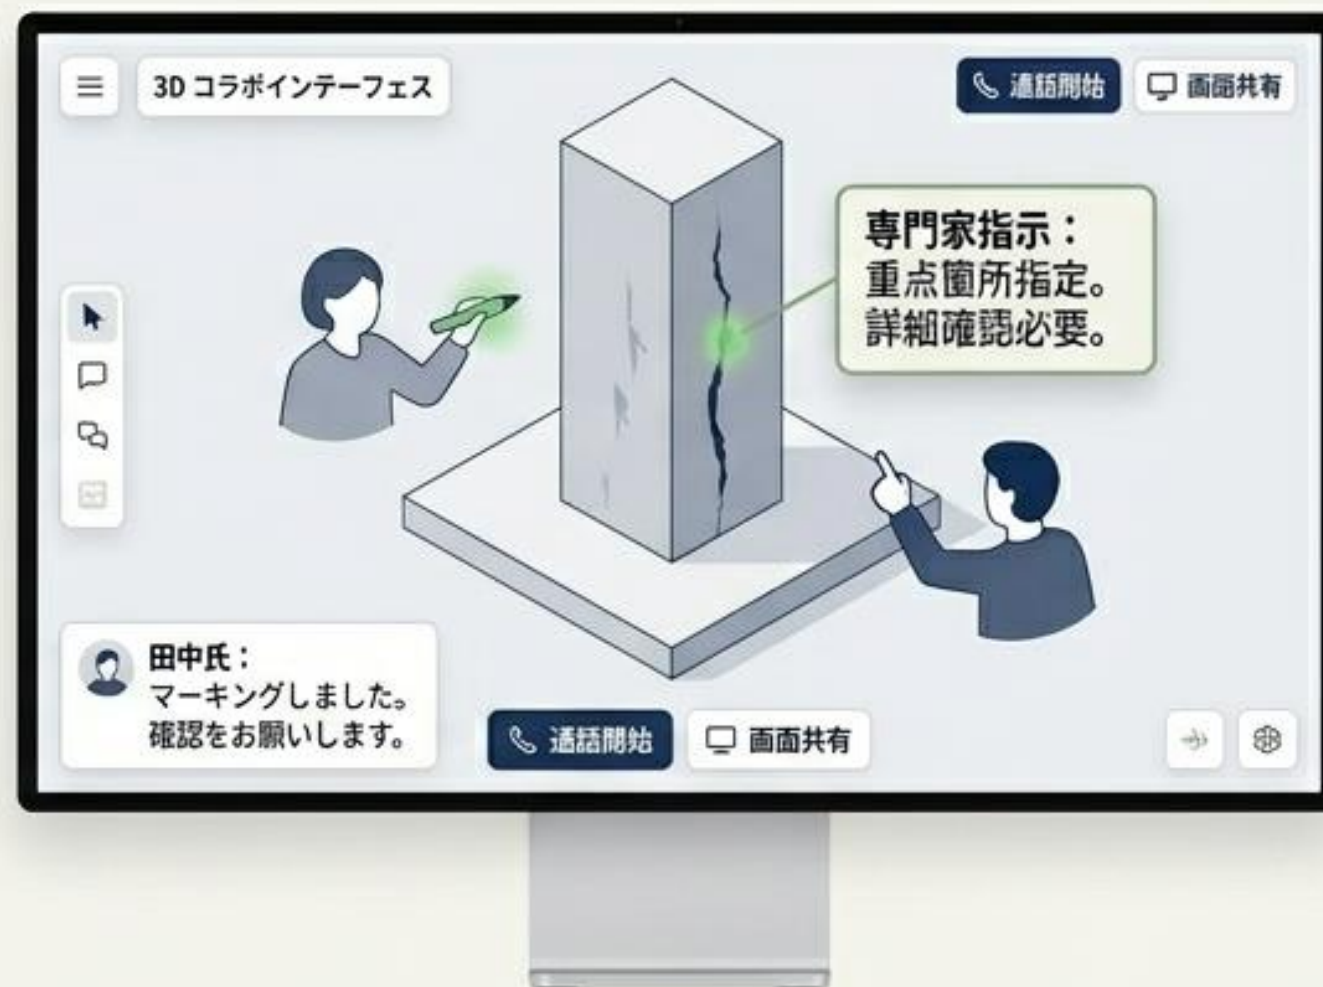 3D コラボインテーフェス
通話開始
画面共有
専門家指示：
重点箇所指定。
詳細確認必要。
田中氏：
マーキングしました。
確認をお願いします。
通話開始
画面共有